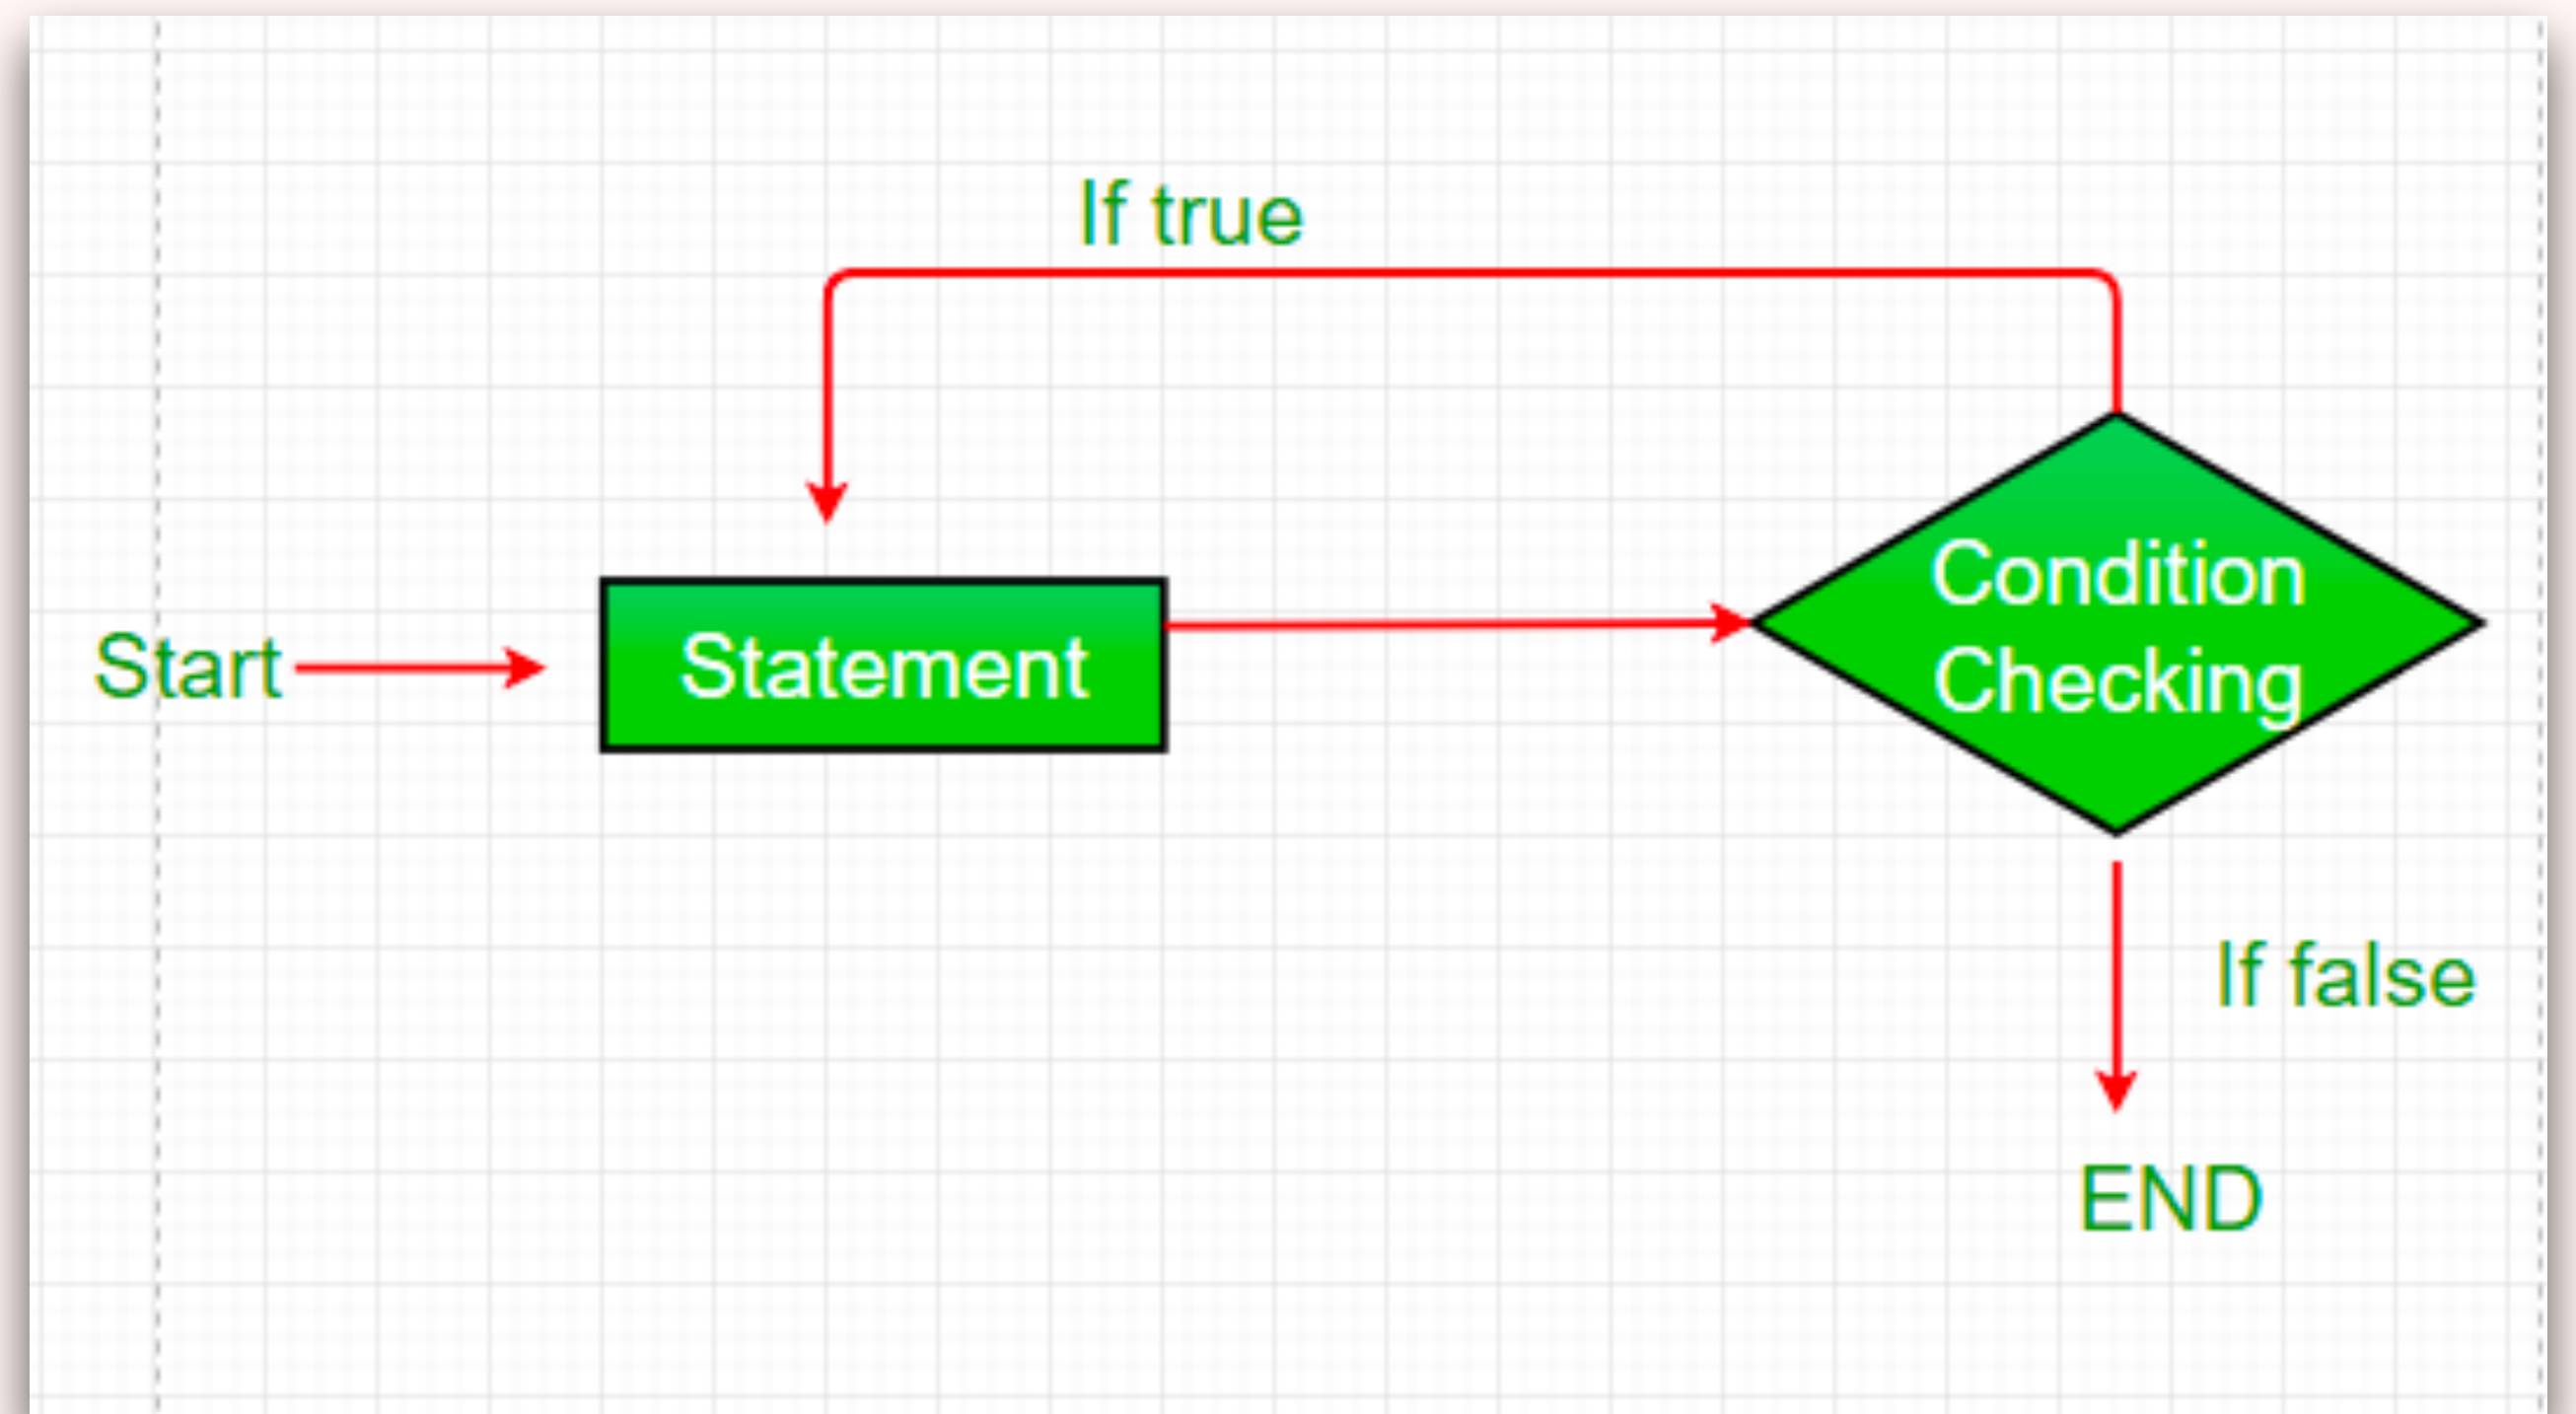 If true
Start
Statement
Condition
Checking
If false
END